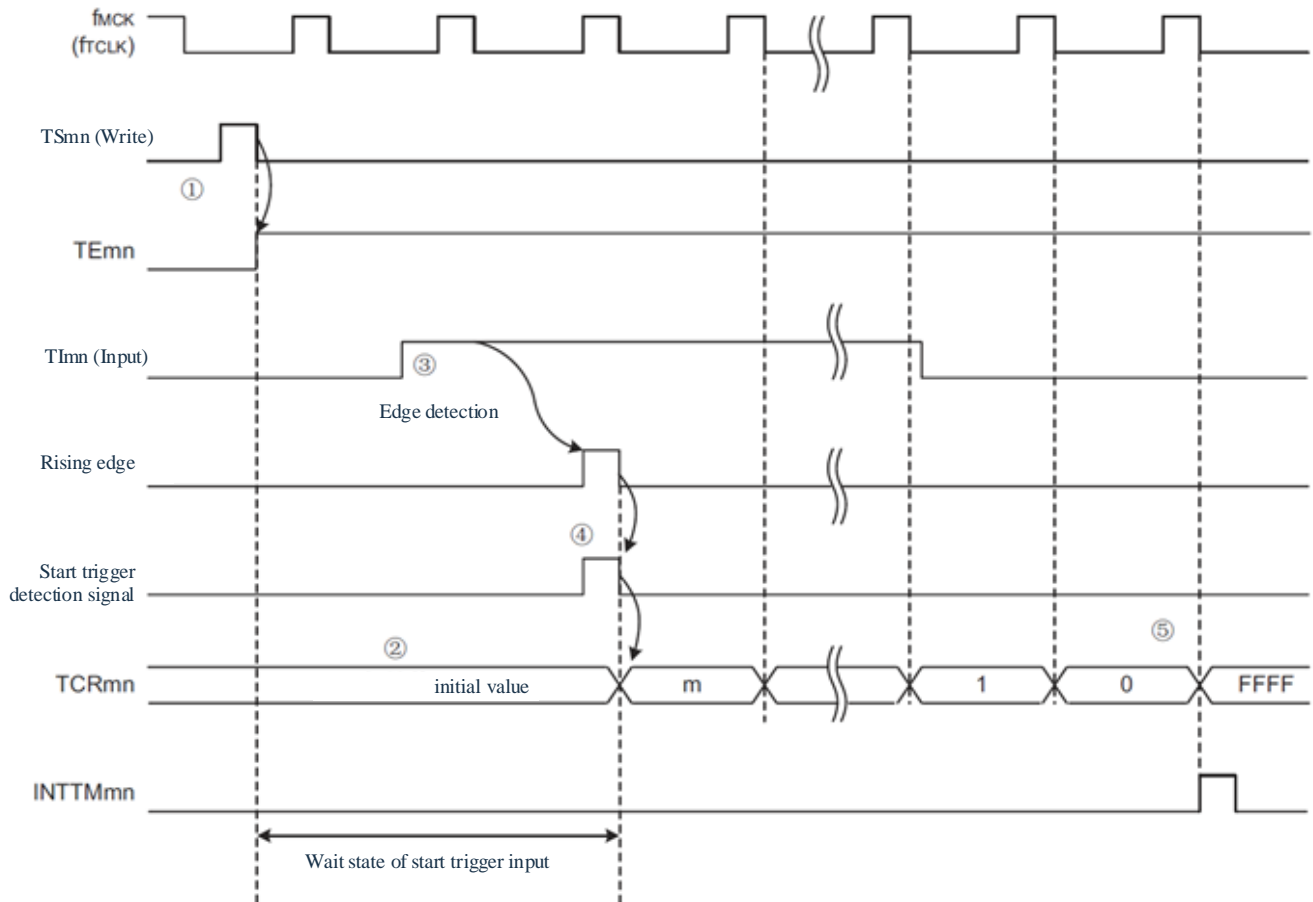 fMCK
(fTCLK)
TSmn (Write)
①
TEmn
TImn (Input)
③
Edge detection
Rising edge
④
Start trigger
detection signal
②
⑤
TCRmn
initial value
m
1
0
FFFF
INTTMmn
Wait state of start trigger input